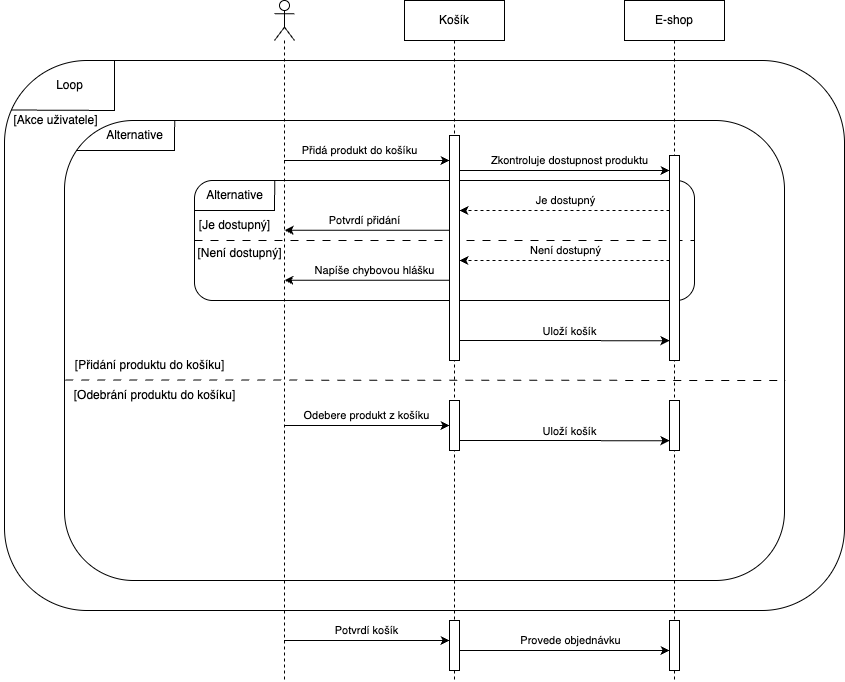 Košík
E-shop
Loop
[Akce uživatele]
Alternative
Přidá produkt do košíku
Zkontroluje dostupnost produktu
Alternative
Je dostupný
[Je dostupný]
Potvrdí přidání
[Není dostupný]
Není dostupný
Napíše chybovou hlášku
Uloží košík
[Přidání produktu do košíku]
[Odebrání produktu do košíku]
Odebere produkt z košíku
Uloží košík
Potvrdí košík
Provede objednávku